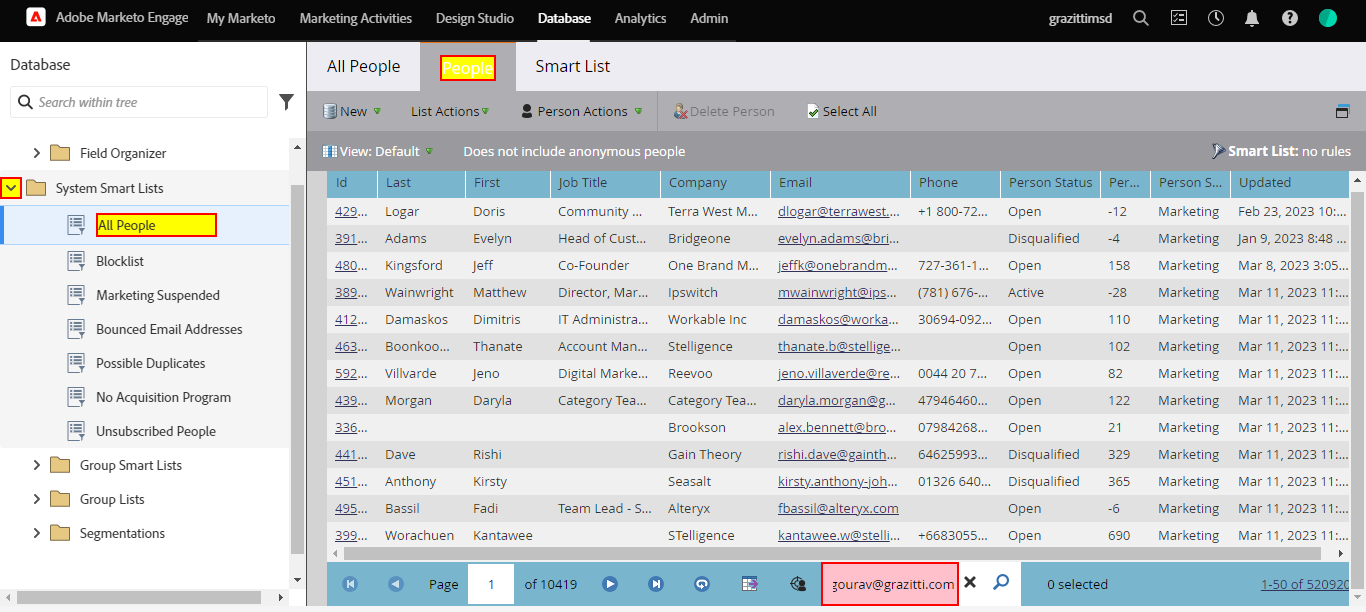 Adobe Marketo Engage My Marketo Marketing Activities Design Studio Database Analytics Admin grazittimsd
Database
Search within tree
Field Organizer
System Smart Lists
All People
Blocklist
Marketing Suspended
Bounced Email Addresses
Possible Duplicates
No Acquisition Program
Unsubscribed People
Group Smart Lists
Group Lists
Segmentations
All People People Smart List
New List Actions Person Actions Delete Person Select All
View: Default Does not include anonymous people Smart List: no rules
Id Last First Job Title Company Email Phone Person Status Per... Person S... Updated
429... Logar Doris Community ... Terra West M... dlogar@terrawest.... +1 800-72... Open -12 Marketing Feb 23, 2023 10:...
391... Adams Evelyn Head of Cust... Bridgeone evelyn.adams@bri... Disqualified -4 Marketing Jan 9, 2023 8:48 ...
480... Kingsford Jeff Co-Founder One Brand M... jeffk@onebrandm... 727-361-1... Open 158 Marketing Mar 8, 2023 3:05...
389... Wainwright Matthew Director, Mar... Ipswitch mwainwright@ips... (781) 676-... Active -28 Marketing Mar 11, 2023 11:...
412... Damaskos Dimitris IT Administra... Workable Inc damaskos@worka... 30694-092... Open 110 Marketing Mar 11, 2023 11:...
463... Boonkoo... Thanate Account Man... Stelligence thanate.b@stellige... Open 102 Marketing Mar 11, 2023 11:...
592... Villvarde Jeno Digital Marke... Reevoo jeno.villaverde@re... 0044 20 7... Open 82 Marketing Mar 11, 2023 11:...
439... Morgan Daryla Category Tea... Category Tea... daryla.morgan@g... 47946460... Open 122 Marketing Mar 11, 2023 11:...
336... Brookson alex.bennett@bro... 07984268... Open 21 Marketing Mar 11, 2023 11:...
441... Dave Rishi Gain Theory rishi.dave@gainth... 64625993... Disqualified 329 Marketing Mar 11, 2023 11:...
451... Anthony Kirsty Seasalt kirsty.anthony-joh... 01326 640... Disqualified 365 Marketing Mar 11, 2023 11:...
495... Bassil Fadi Team Lead - S... Alteryx fbassil@alteryx.com Open -6 Marketing Mar 11, 2023 11:...
399... Worachuen Kantawee STelligence kantawee.w@stelli... +6683055... Open 690 Marketing Mar 11, 2023 11:...
Page 1 of 10419 gourav@grazitti.com 0 selected 1-50 of 520920